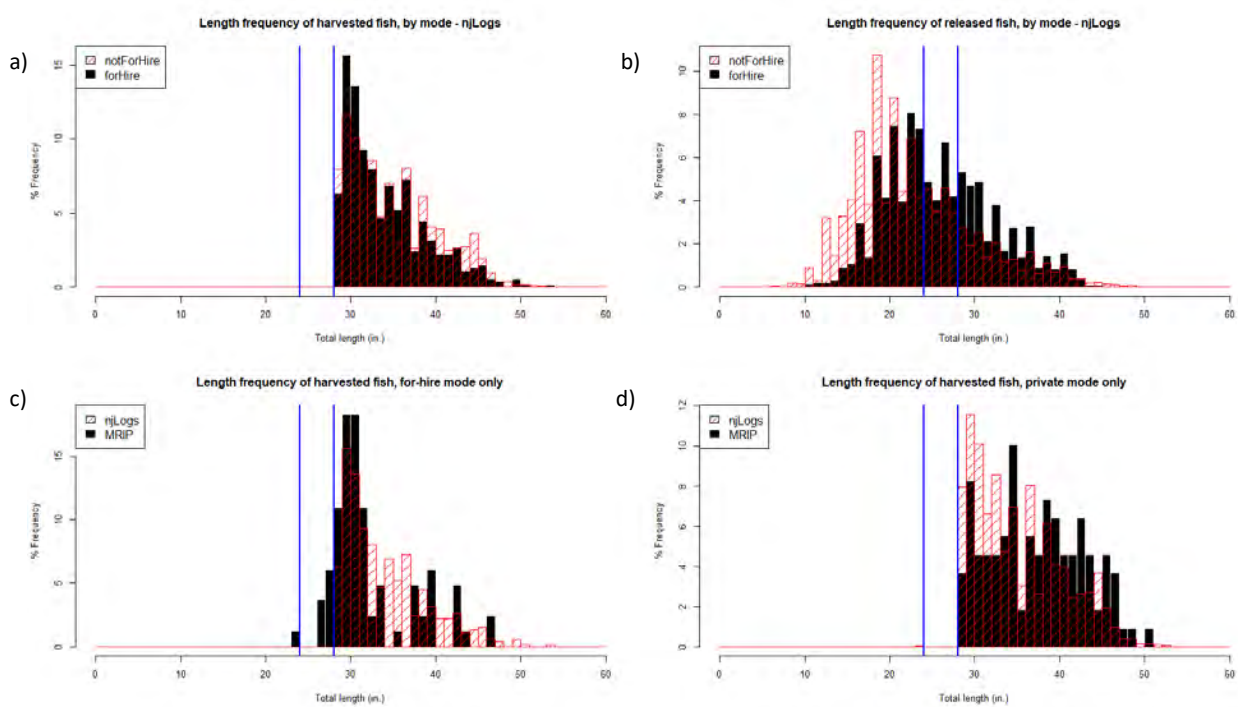 a)
Length frequency of harvested fish, by mode - njLogs
notForHire
forHire
% Frequency
15
10
5
0
0 10 20 30 40 50 60
Total length (in.)
b)
Length frequency of released fish, by mode - njLogs
notForHire
forHire
% Frequency
10
8
6
4
2
0
0 10 20 30 40 50 60
Total length (in.)
c)
Length frequency of harvested fish, for-hire mode only
njLogs
MRIP
% Frequency
15
10
5
0
0 10 20 30 40 50 60
Total length (in.)
d)
Length frequency of harvested fish, private mode only
njLogs
MRIP
% Frequency
12
10
8
6
4
2
0
0 10 20 30 40 50 60
Total length (in.)